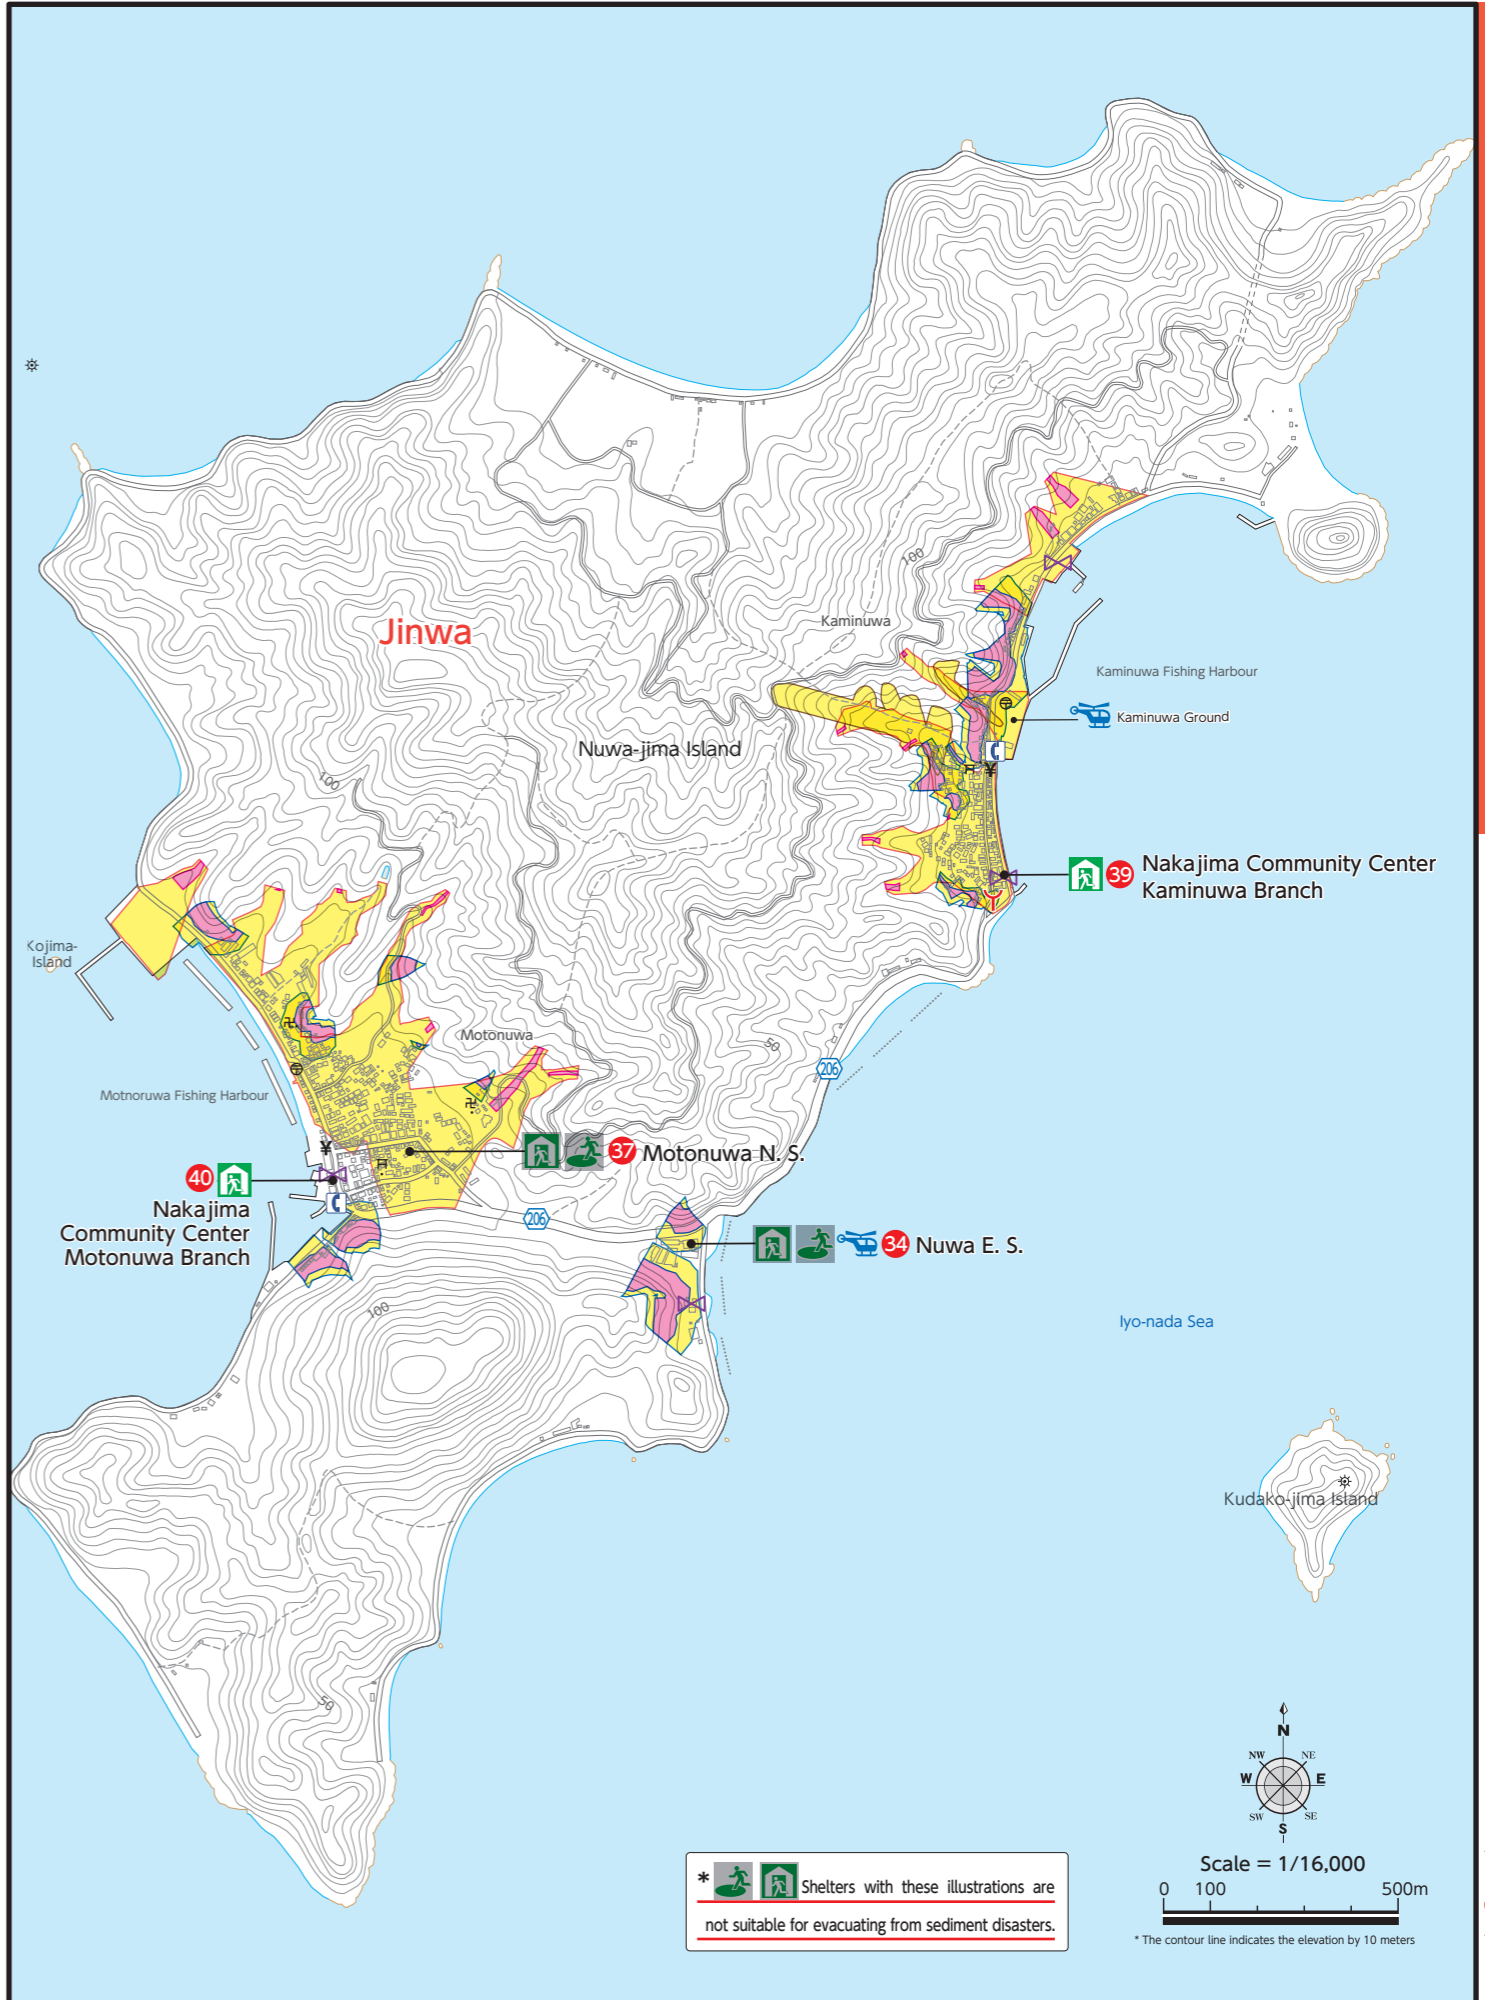 100
Kaminuwa
Jinwa
Kaminuwa Fishing Harbour
Kaminuwa Ground
Nuwa-jima Island
100
¥
39 Nakajima Community Center
Kaminuwa Branch
Kojima-
Island
Motonuwa
50
206
Motnoruwa Fishing Harbour
¥
37 Motonuwa N. S.
40
Nakajima
Community Center
Motonuwa Branch
206
34 Nuwa E. S.
100
Iyo-nada Sea
Kudako-jima Island
50
N
NW NE
W E
SW SE
S
Scale = 1/16,000
0 100 500m
* The contour line indicates the elevation by 10 meters
* Shelters with these illustrations are
not suitable for evacuating from sediment disasters.